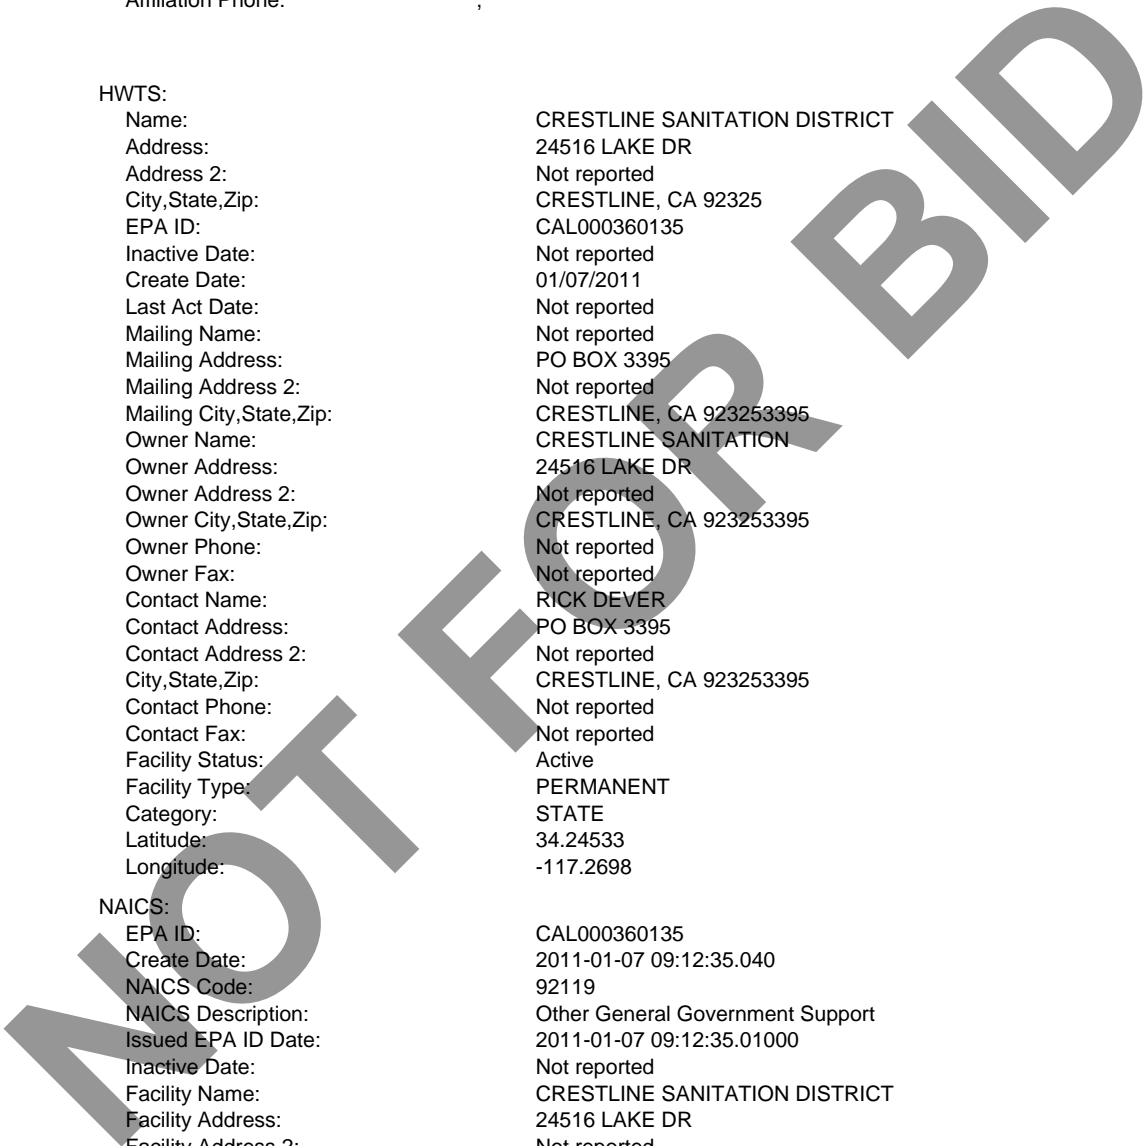 Affiliation Phone: ,
HWTS:
Name: CRESTLINE SANITATION DISTRICT
Address: 24516 LAKE DR
Address 2: Not reported
City,State,Zip: CRESTLINE, CA 92325
EPA ID: CAL000360135
Inactive Date: Not reported
Create Date: 01/07/2011
Last Act Date: Not reported
Mailing Name: Not reported
Mailing Address: PO BOX 3395
Mailing Address 2: Not reported
Mailing City,State,Zip: CRESTLINE, CA 923253395
Owner Name: CRESTLINE SANITATION
Owner Address: 24516 LAKE DR
Owner Address 2: Not reported
Owner City,State,Zip: CRESTLINE, CA 923253395
Owner Phone: Not reported
Owner Fax: Not reported
Contact Name: RICK DEVER
Contact Address: PO BOX 3395
Contact Address 2: Not reported
City,State,Zip: CRESTLINE, CA 923253395
Contact Phone: Not reported
Contact Fax: Not reported
Facility Status: Active
Facility Type: PERMANENT
Category: STATE
Latitude: 34.24533
Longitude: -117.2698
NAICS:
EPA ID: CAL000360135
Create Date: 2011-01-07 09:12:35.040
NAICS Code: 92119
NAICS Description: Other General Government Support
Issued EPA ID Date: 2011-01-07 09:12:35.01000
Inactive Date: Not reported
Facility Name: CRESTLINE SANITATION DISTRICT
Facility Address: 24516 LAKE DR
Facility Address 2: Not reported
NOT FOR BID